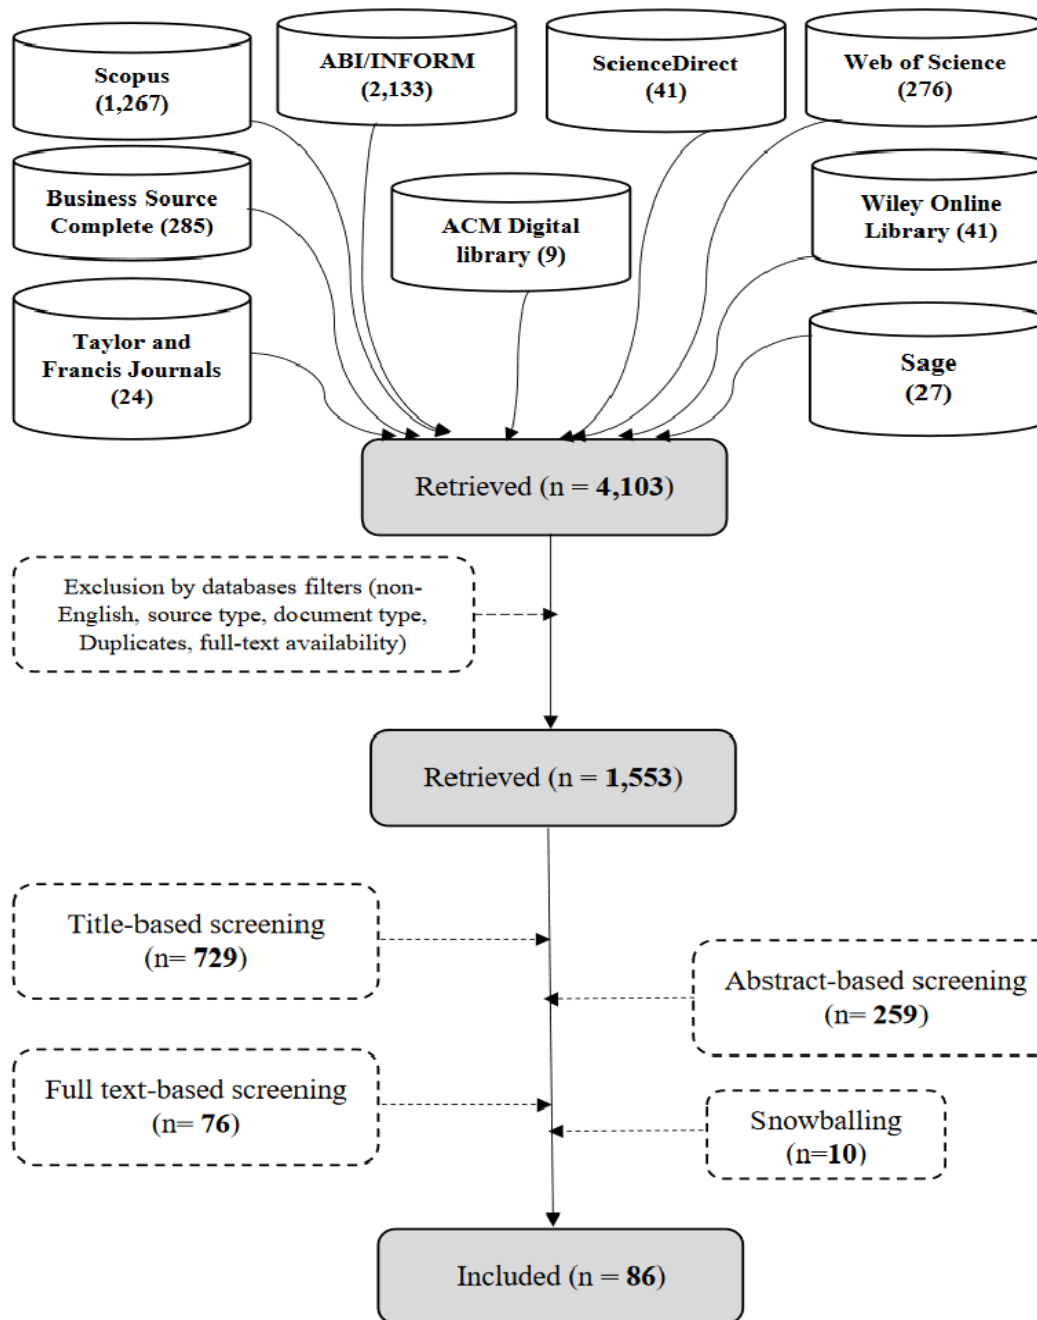 Scopus
(1,267)
ABI/INFORM
(2,133)
ScienceDirect
(41)
Web of Science
(276)
Business Source
Complete (285)
ACM Digital
library (9)
Wiley Online
Library (41)
Taylor and
Francis Journals
(24)
Sage
(27)
Retrieved (n = 4,103)
Exclusion by databases filters (non-
English, source type, document type,
Duplicates, full-text availability)
Retrieved (n = 1,553)
Title-based screening
(n= 729)
Abstract-based screening
(n= 259)
Full text-based screening
(n= 76)
Snowballing
(n=10)
Included (n = 86)